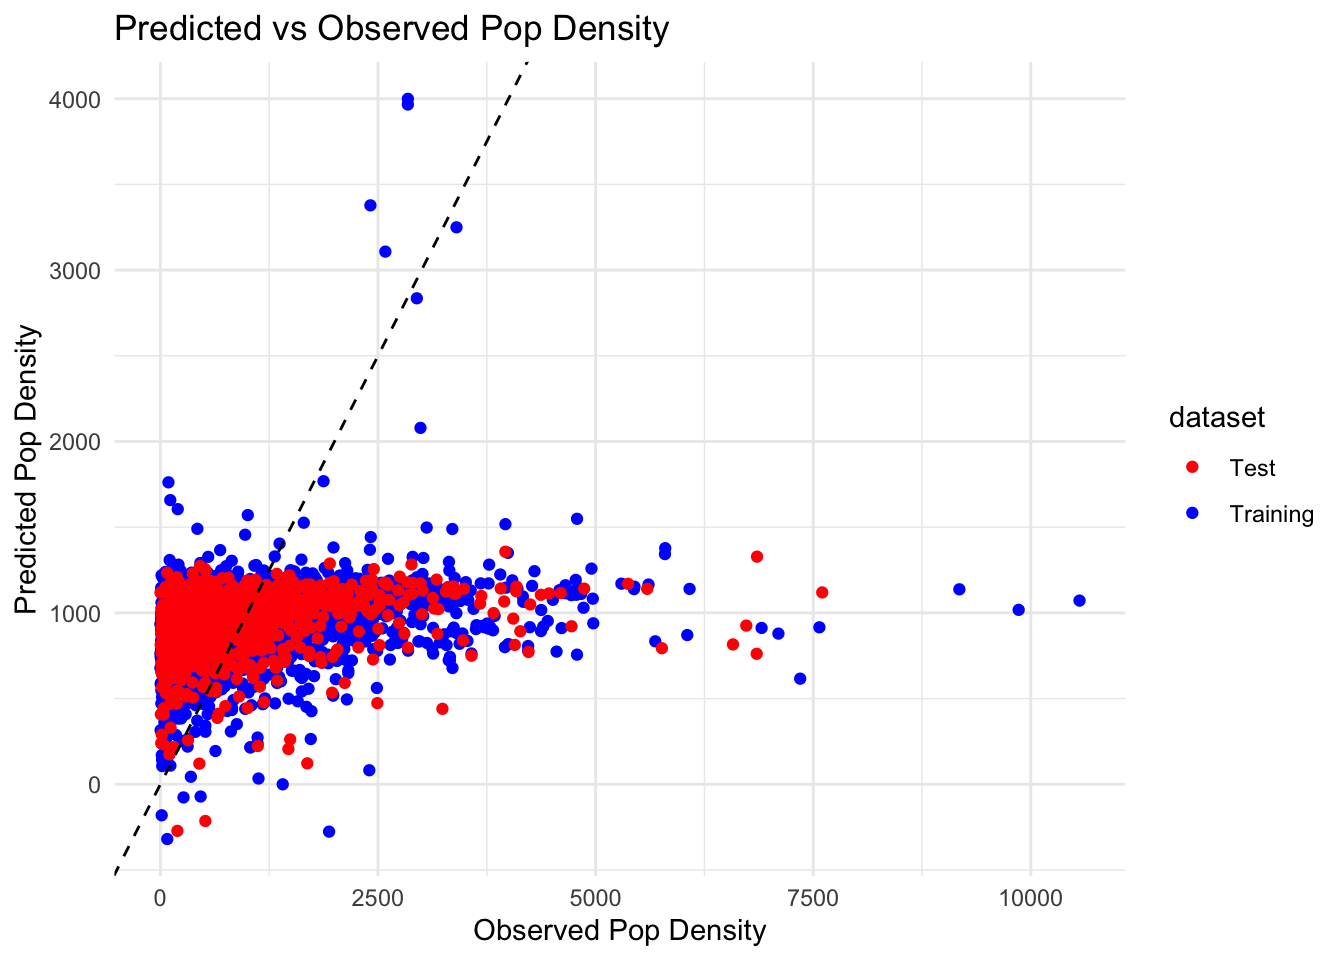 Predicted vs Observed Pop Density
4000
3000
2000
1000
0
Predicted Pop Density
0
2500
5000
7500
10000
Observed Pop Density
dataset
Test
Training